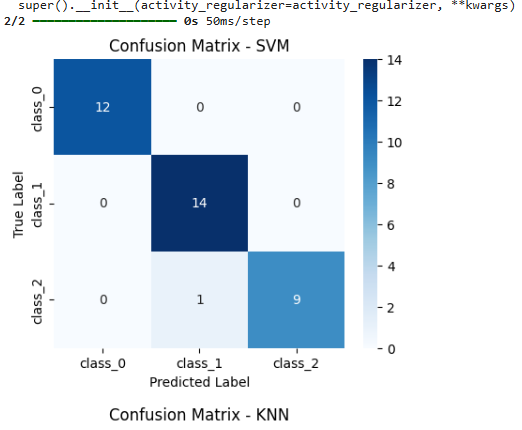 super().__init__(activity_regularizer=activity_regularizer, **kwargs)
2/2 ━━━━━━━━━━━━━━━━━━━━ 0s 50ms/step
Confusion Matrix - SVM
True Label
class_0
class_1
class_2
12 0 0
0 14 0
0 1 9
class_0 class_1 class_2
Predicted Label
14
12
10
8
6
4
2
0
Confusion Matrix - KNN